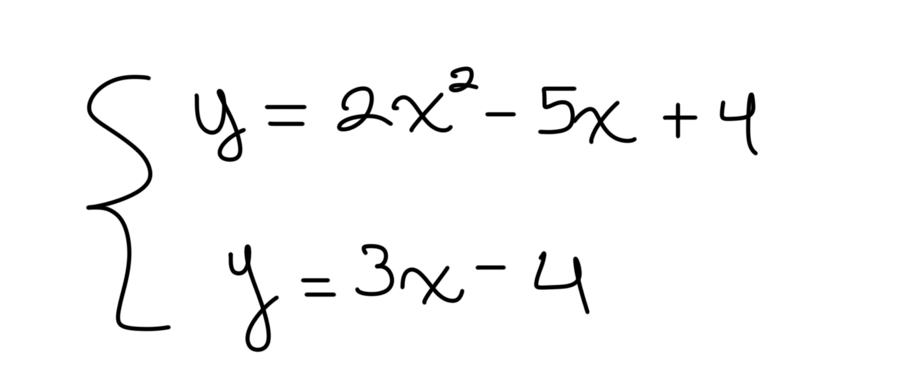 y = 2x² - 5x + 4
y = 3x - 4